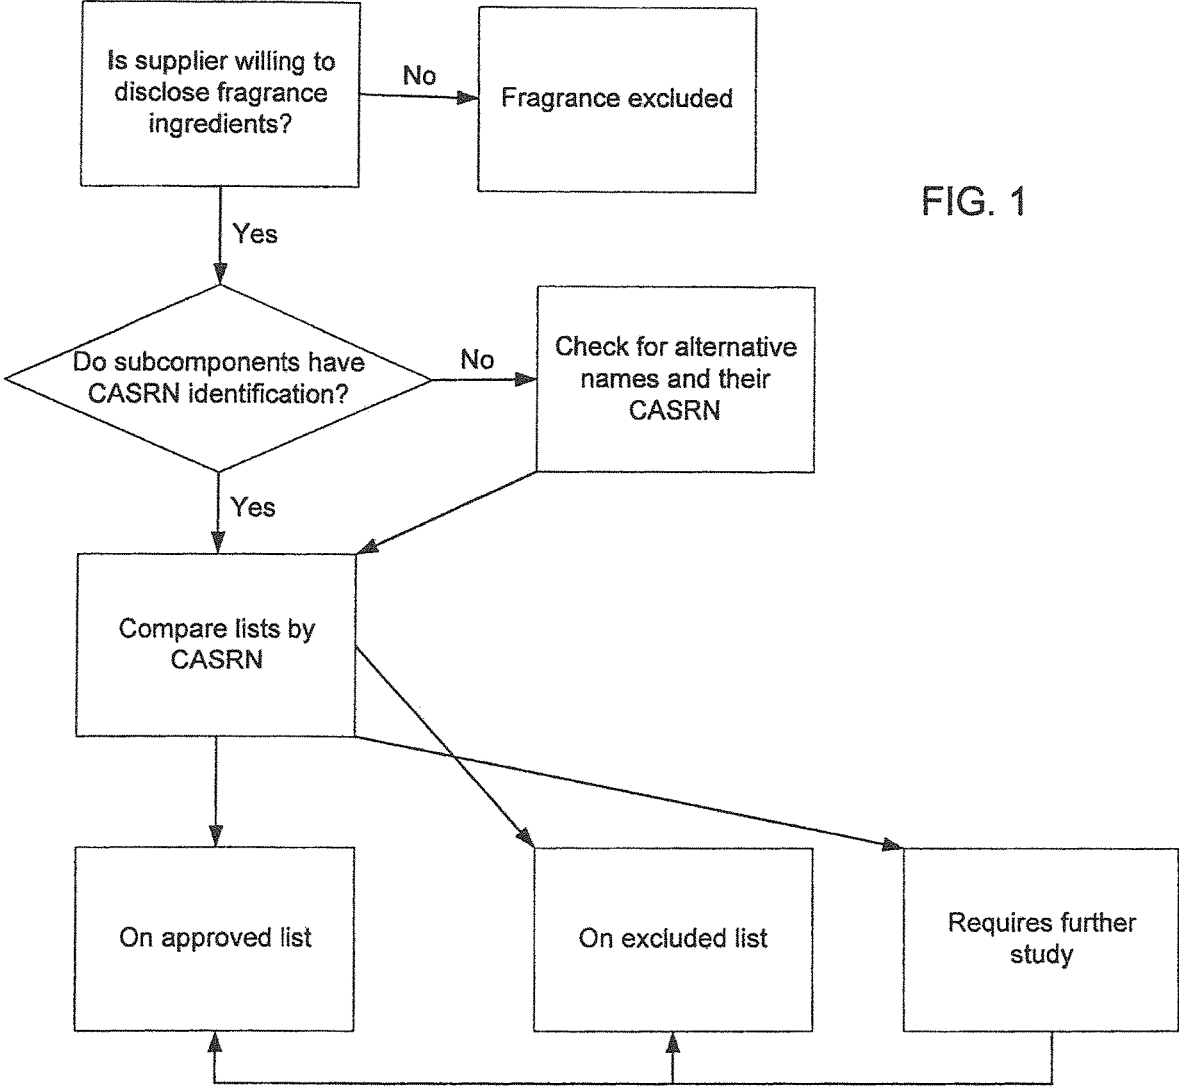 Is supplier willing to
disclose fragrance
ingredients?
No
Fragrance excluded
FIG. 1
Yes
Do subcomponents have
CASRN identification?
No
Check for alternative
names and their
CASRN
Yes
Compare lists by
CASRN
On approved list
On excluded list
Requires further
study